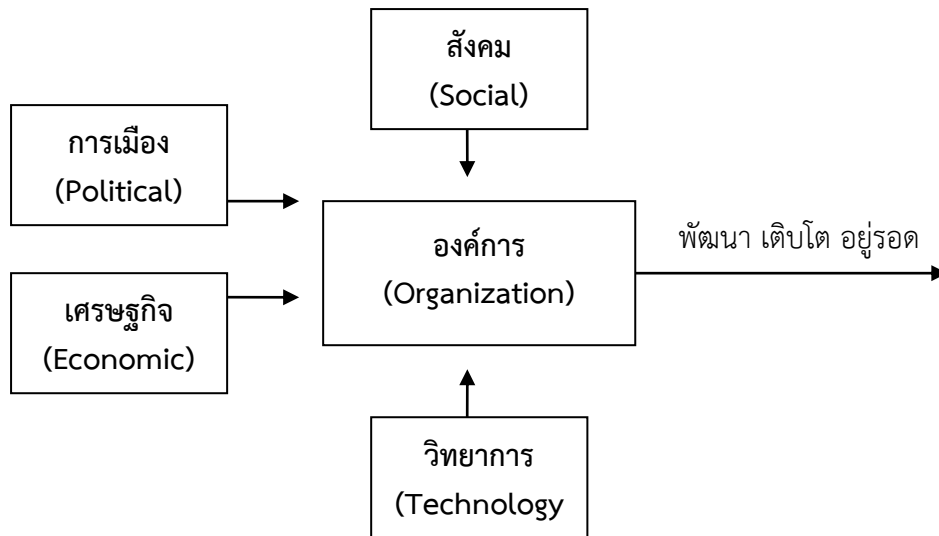 สังคม
(Social)
การเมือง
(Political)
องค์การ
(Organization)
พัฒนา เติบโต อยู่รอด
เศรษฐกิจ
(Economic)
วิทยาการ
(Technology